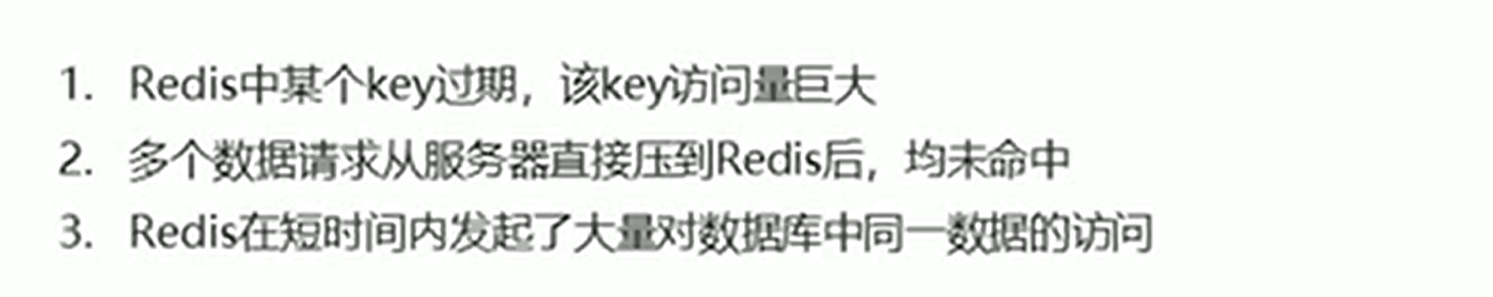 1. Redis中某个key过期，该key访问量巨大
2. 多个数据请求从服务器直接压到Redis后，均未命中
3. Redis在短时间内发起了大量对数据库中同一数据的访问